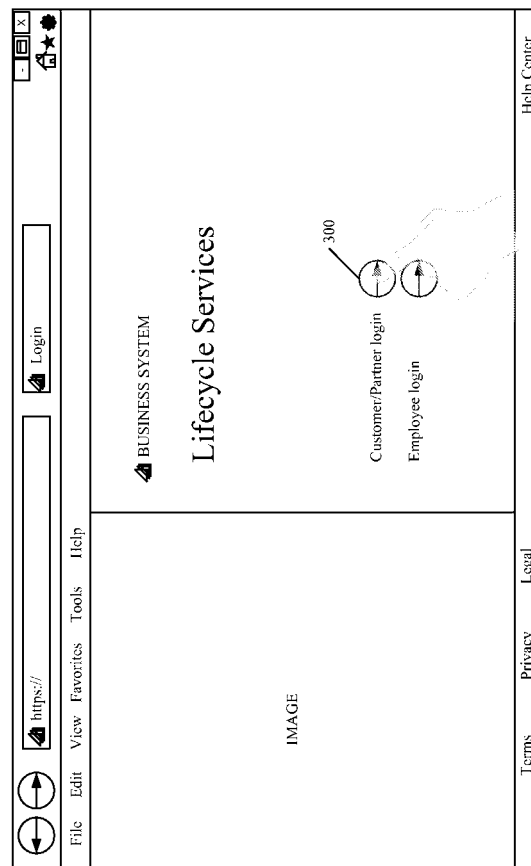 https://
Login
- X
File Edit View Favorites Tools Help
BUSINESS SYSTEM
Lifecycle Services
IMAGE
300
Customer/Partner login
Employee login
Terms Privacy Legal Help Center